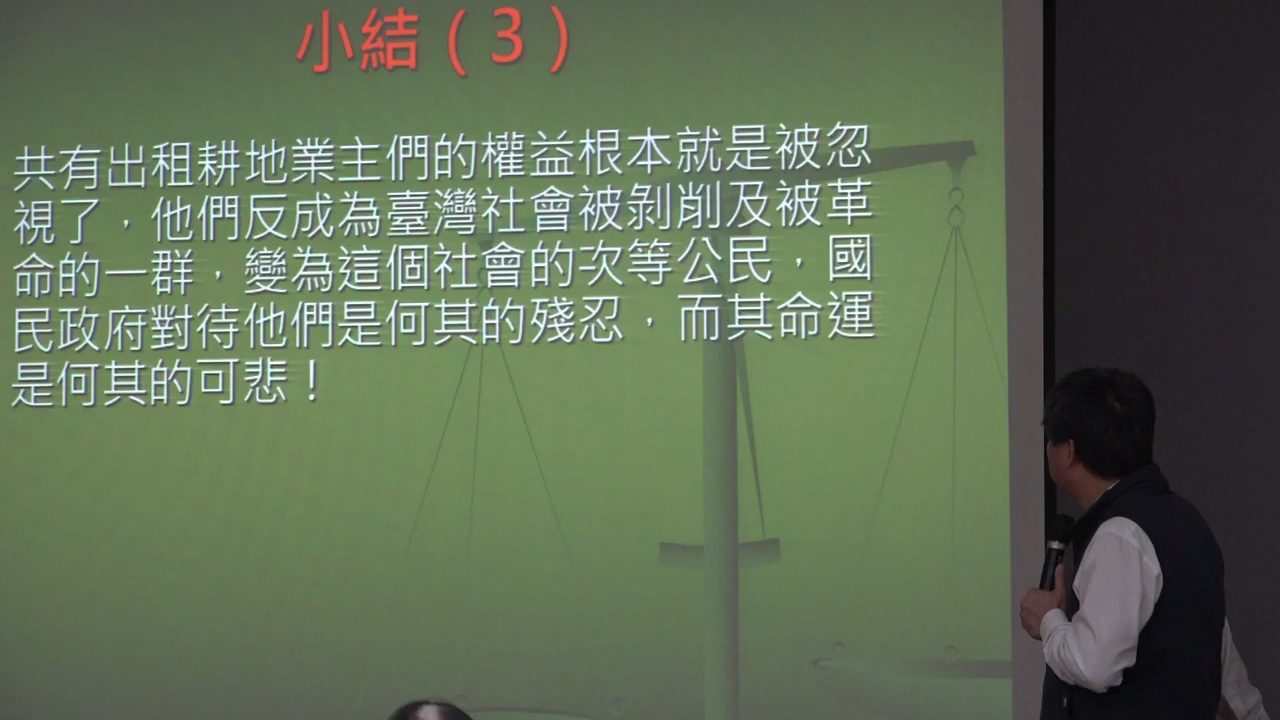 小結（3）
共有出租耕地業主們的權益根本就是被忽
視了，他們反成為臺灣社會被剝削及被革
命的一群，變為這個社會的次等公民，國
民政府對待他們是何其的殘忍，而其命運
是何其的可悲！